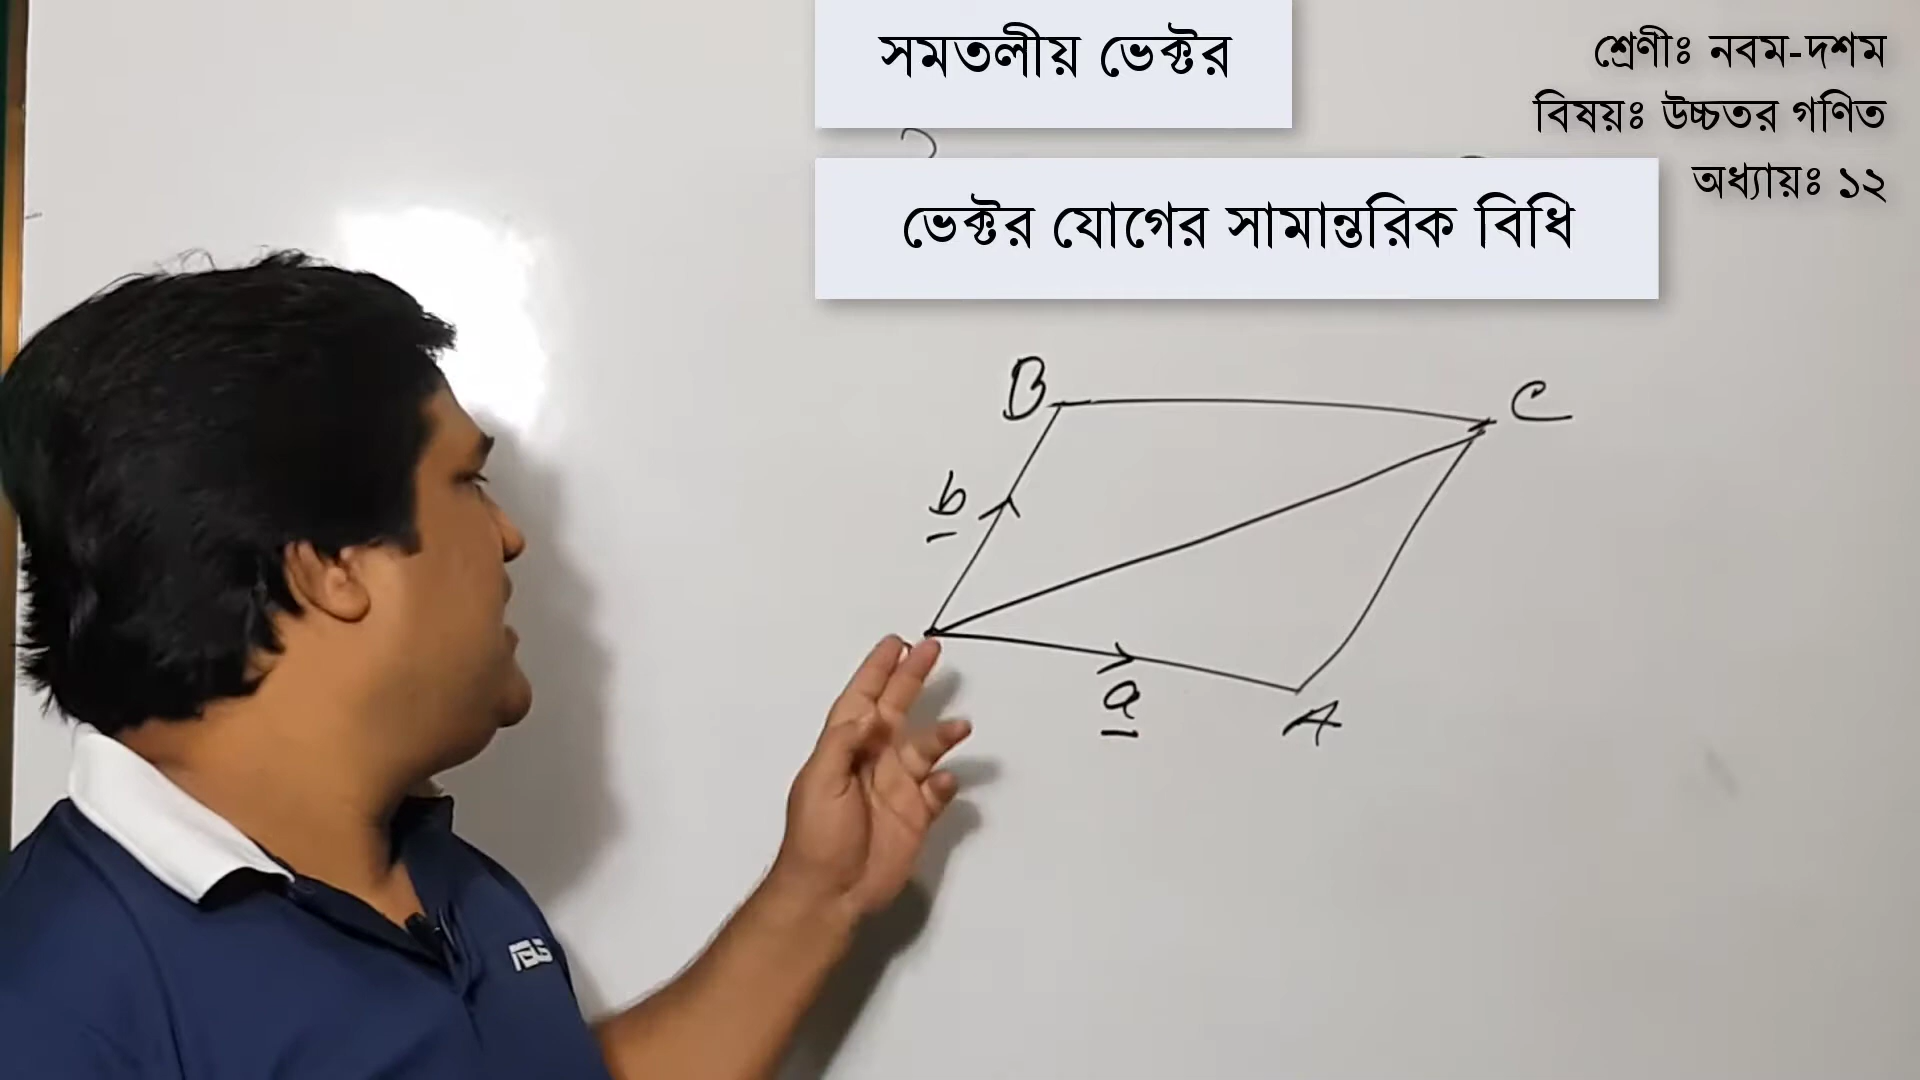 সমতলীয় ভেক্টর
ভেক্টর যোগের সামান্তরিক বিধি
শ্রেণীঃ নবম-দশম
বিষয়ঃ উচ্চতর গণিত
অধ্যায়ঃ ১২
B
C
b
a
A